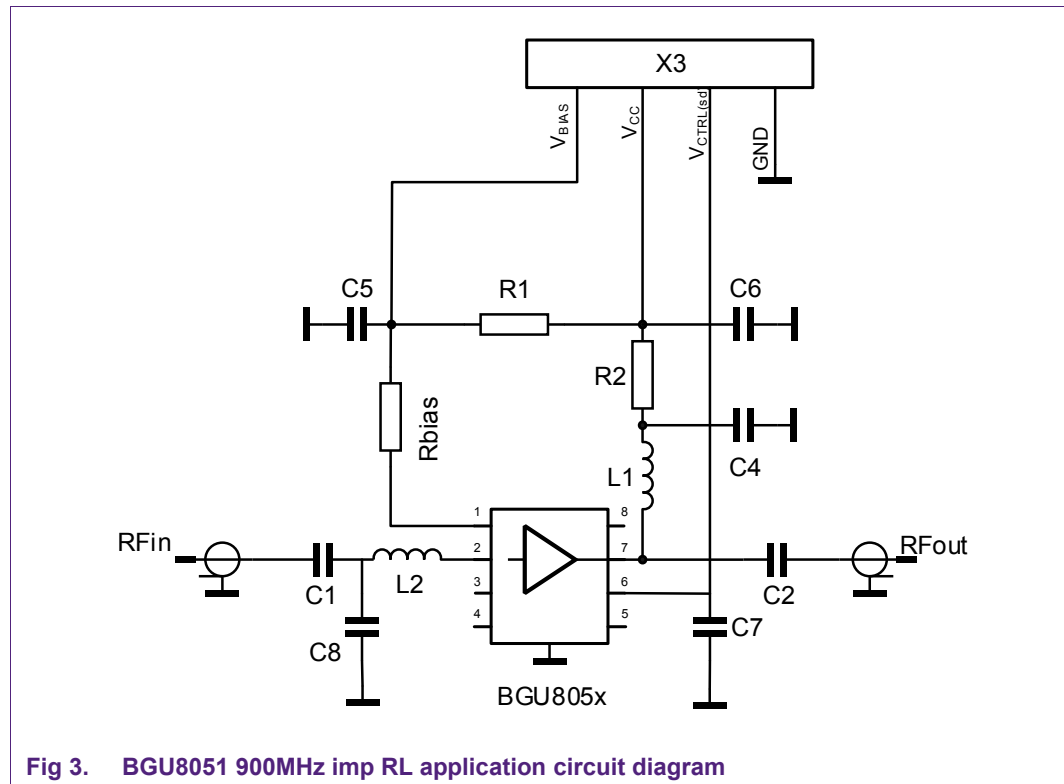 X3
VBIAS
VCC
VCTRL(sd)
GND
C5
R1
C6
R2
Rbias
C4
L1
1
8
RFin
2
7
RFout
C1
L2
3
6
C2
4
5
C7
C8
BGU805x
Fig 3. BGU8051 900MHz imp RL application circuit diagram